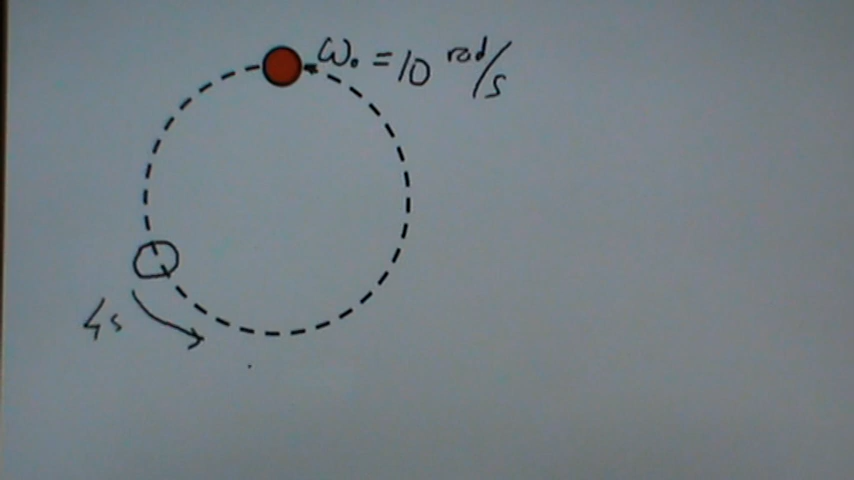 ω₀ = 10 rad/s
4s